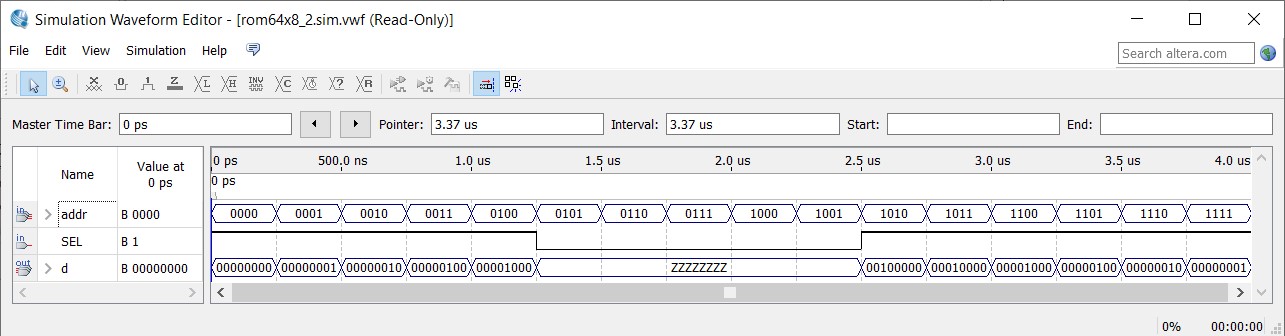 Simulation Waveform Editor - [rom64x8_2.sim.vwf (Read-Only)]
File Edit View Simulation Help
Search altera.com
Master Time Bar: 0 ps Pointer: 3.37 us Interval: 3.37 us Start: End:
Name Value at 0 ps
0 ps 500.0 ns 1.0 us 1.5 us 2.0 us 2.5 us 3.0 us 3.5 us 4.0 us
0 ps
in addr B 0000 0000 0001 0010 0011 0100 0101 0110 0111 1000 1001 1010 1011 1100 1101 1110 1111
in SEL B 1
out d B 00000000 00000000 00000001 00000010 00000100 00001000 ZZZZZZZZ 00100000 00010000 00001000 00000100 00000010 00000001
0% 00:00:00